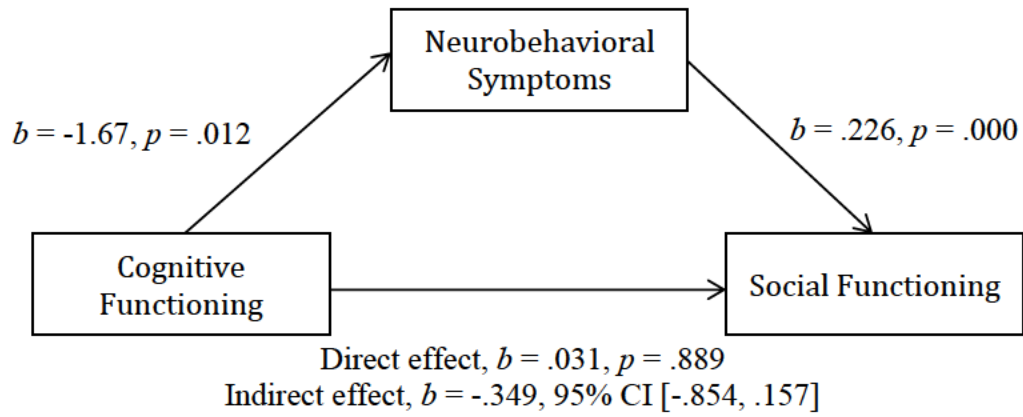 Neurobehavioral
Symptoms
b = -1.67, p = .012
b = .226, p = .000
Cognitive
Functioning
Social Functioning
Direct effect, b = .031, p = .889
Indirect effect, b = -.349, 95% CI [-.854, .157]